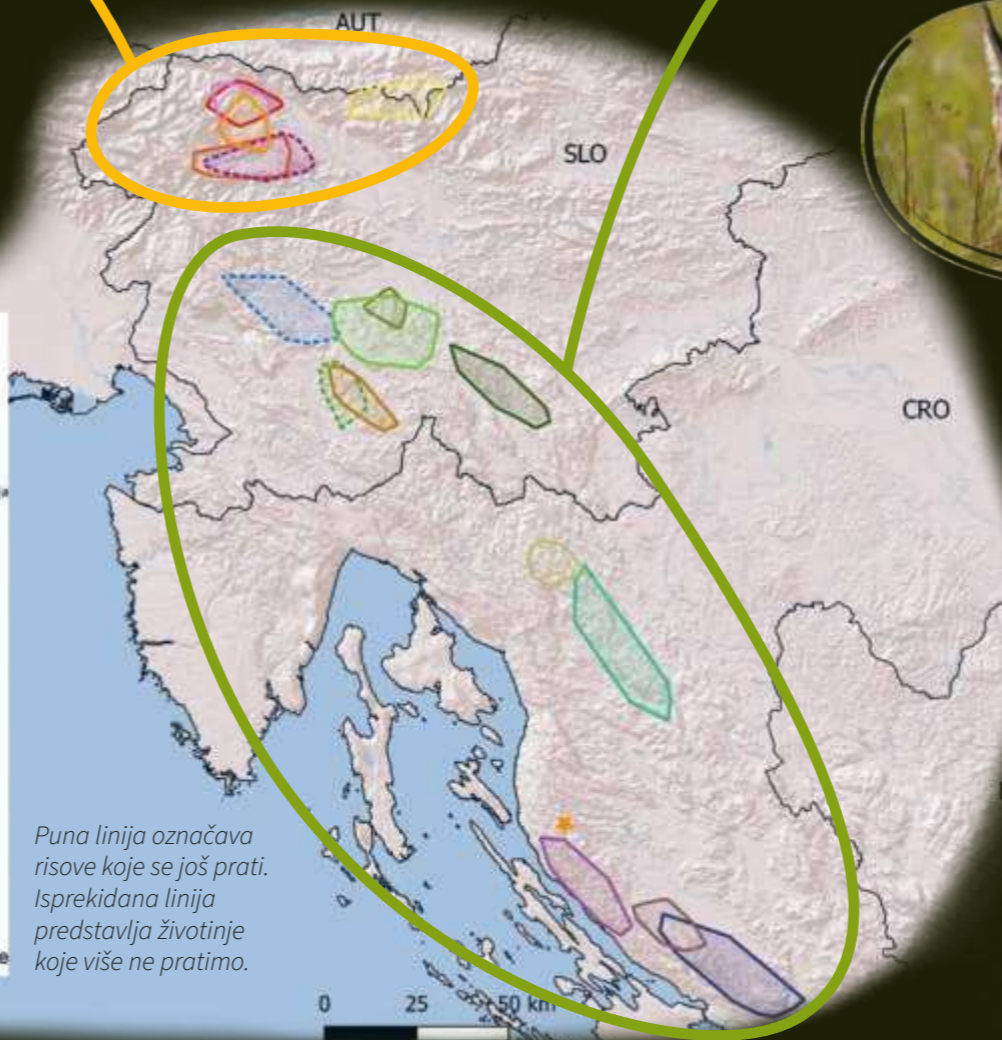 AUT
SLO
CRO
Puna linija označava
risove koje se još prati.
Isprekidana linija
predstavlja životinje
koje više ne pratimo.
0 25 50 km